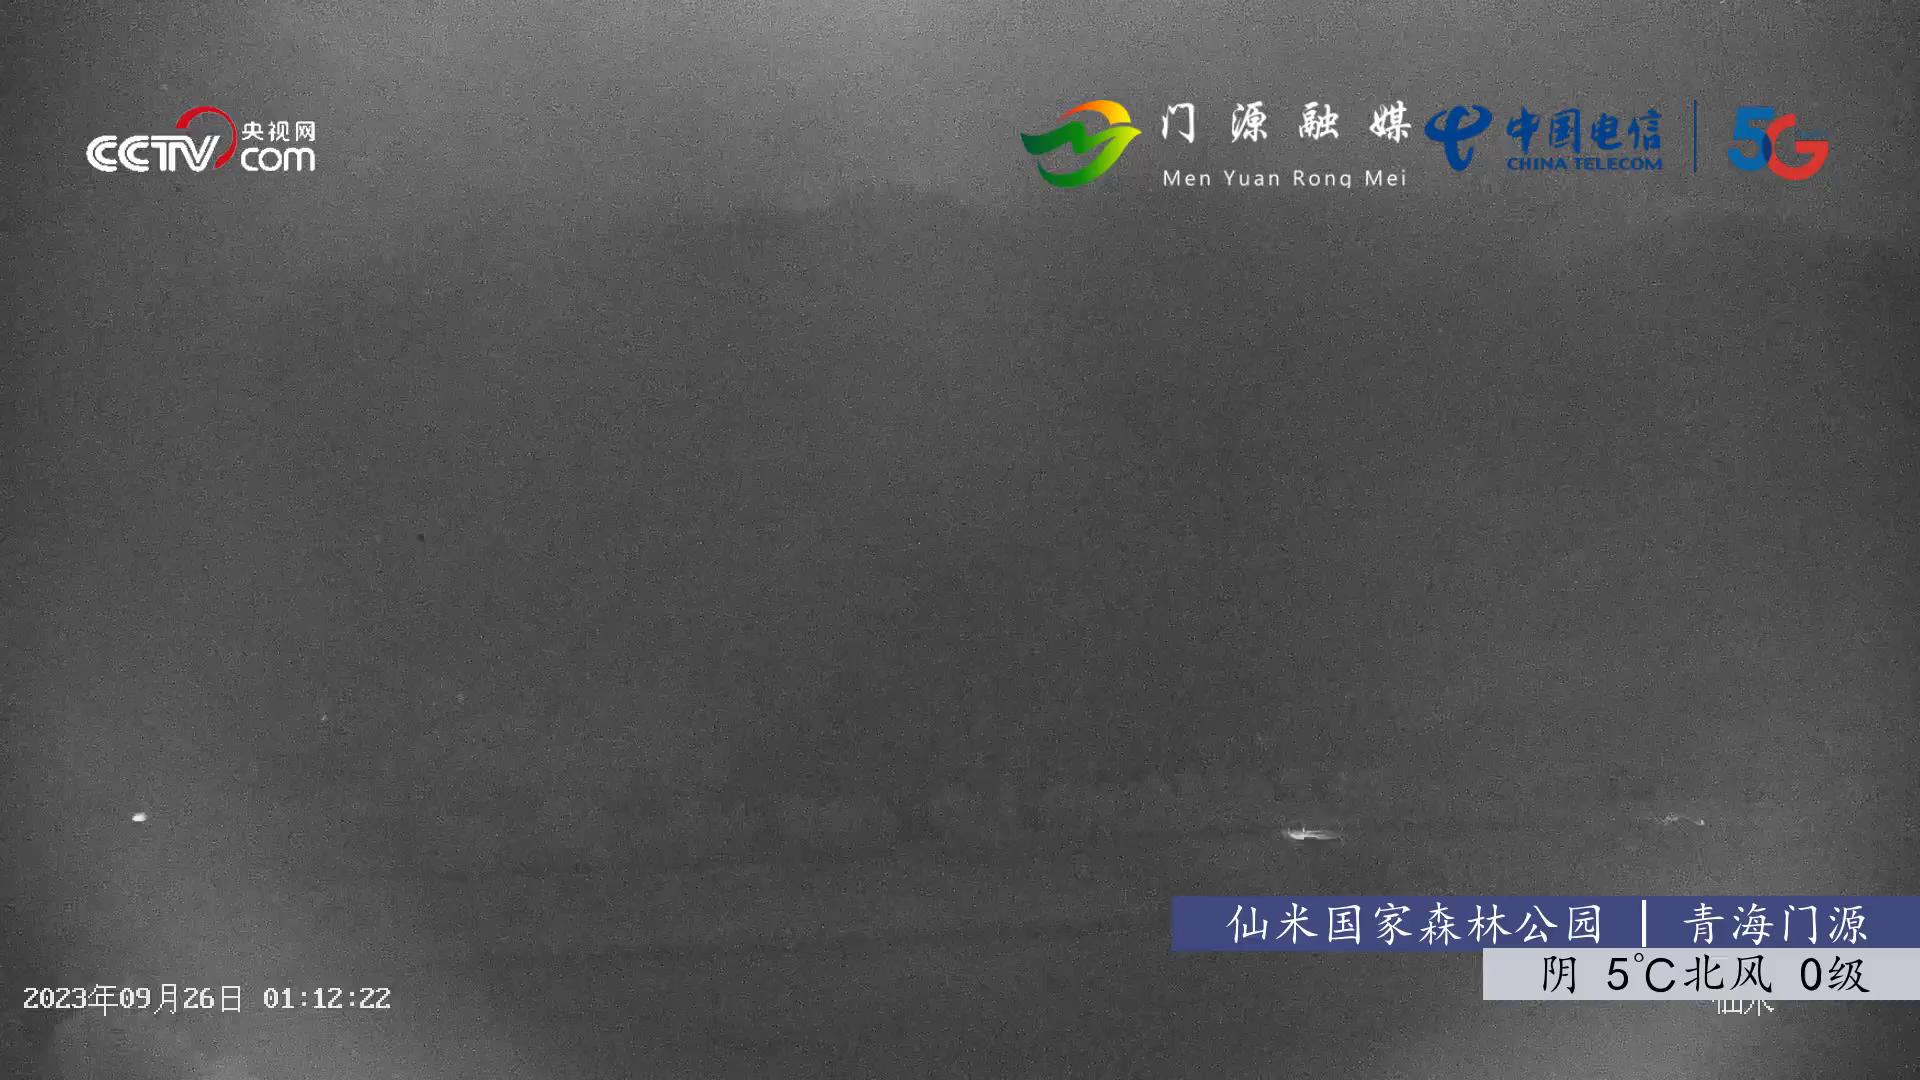 CCTV 央视网
com
门源融媒
Men Yuan Rong Mei
中国电信
CHINA TELECOM
5G
仙米国家森林公园 | 青海门源
阴 5℃北风 0级
2023年09月26日 01:12:22
仙米